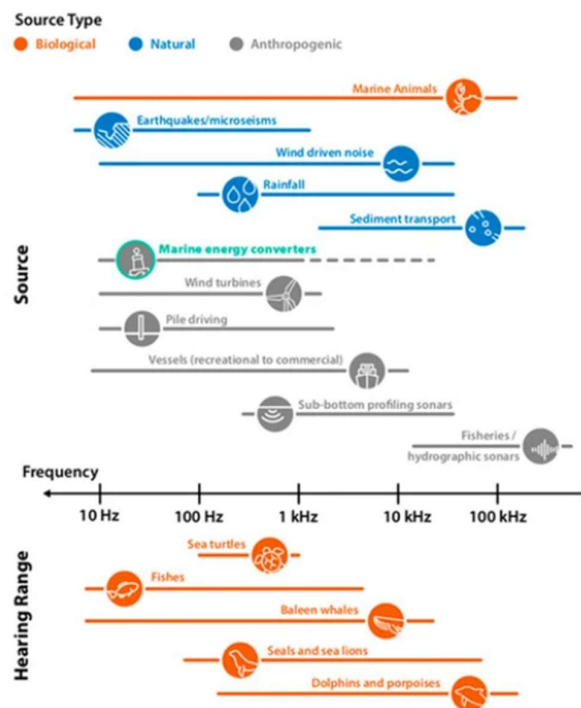 Source Type
Biological Natural Anthropogenic
Marine Animals
Earthquakes/microseisms
Wind driven noise
Rainfall
Sediment transport
Marine energy converters
Wind turbines
Pile driving
Vessels (recreational to commercial)
Sub-bottom profiling sonars
Fisheries /
hydrographic sonars
Source
Frequency
10 Hz 100 Hz 1 kHz 10 kHz 100 kHz
Sea turtles
Fishes
Baleen whales
Seals and sea lions
Dolphins and porpoises
Hearing Range